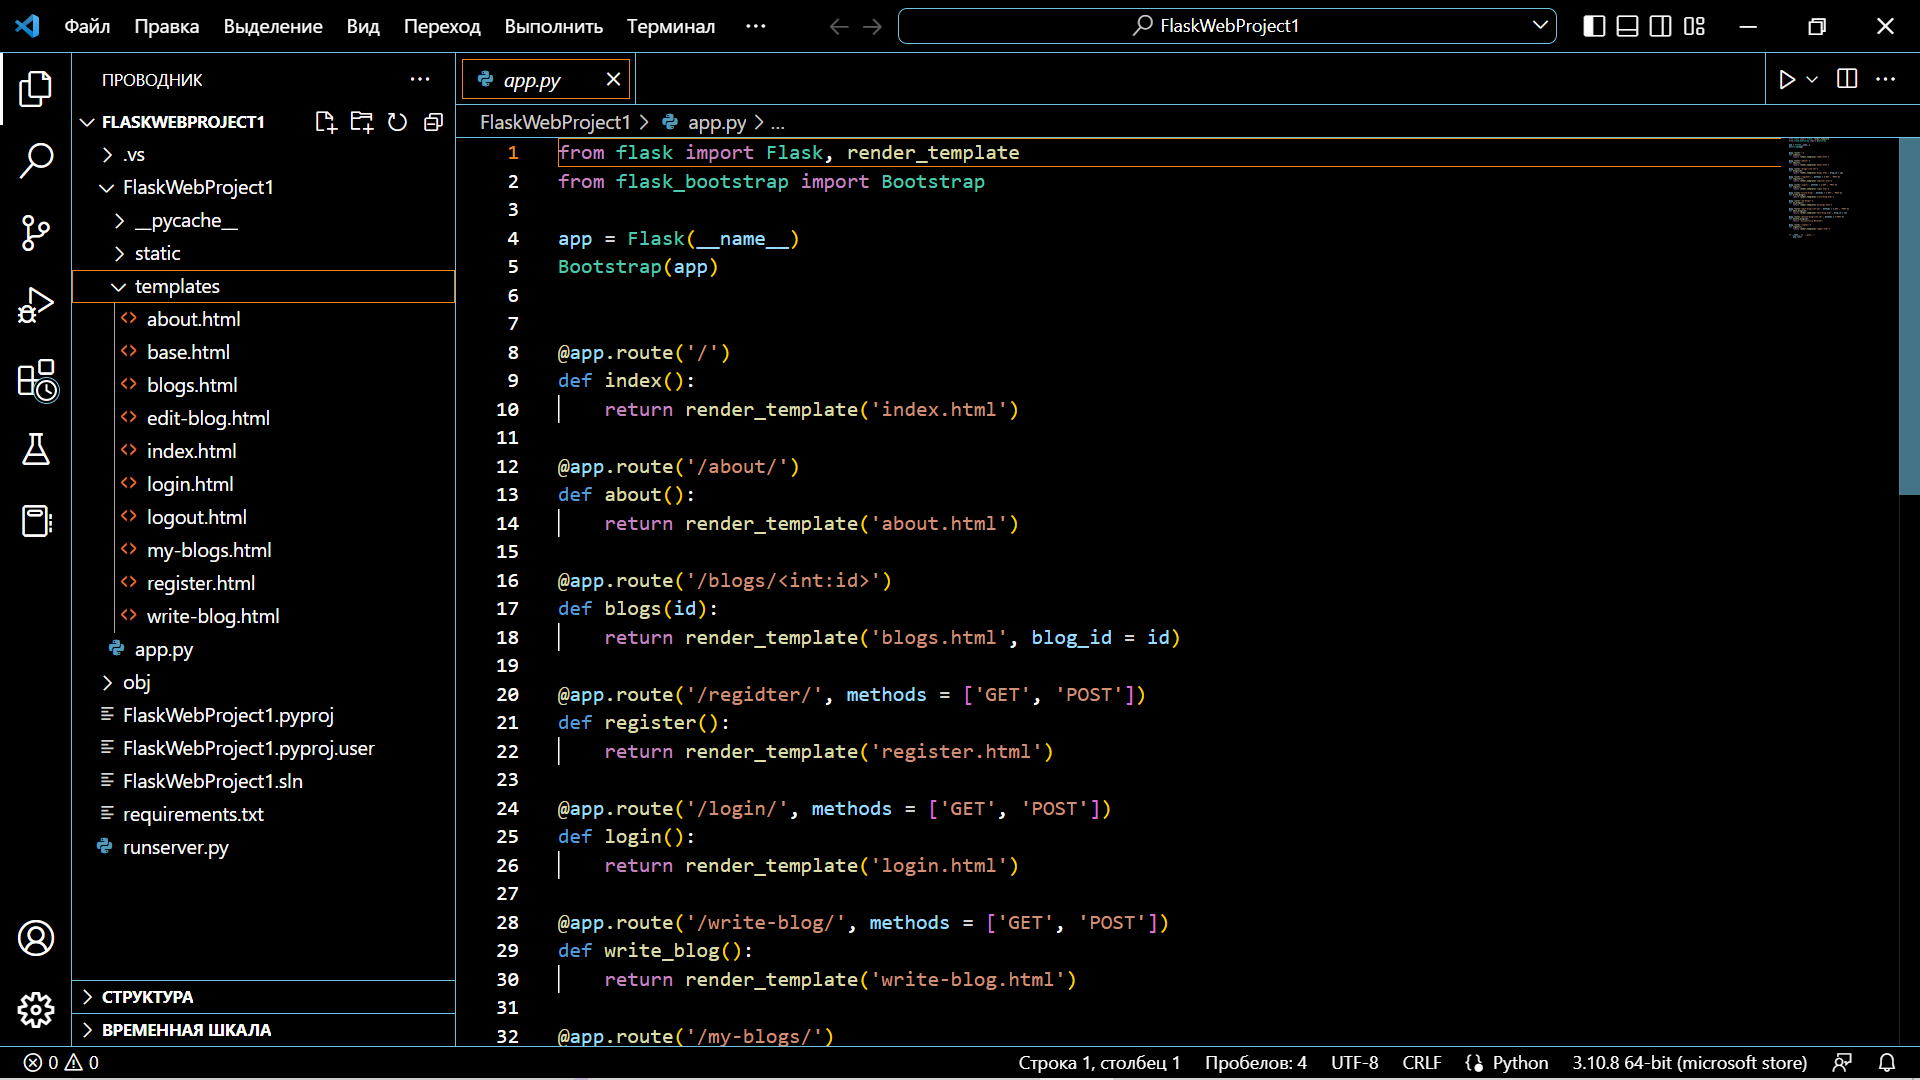 Файл Правка Выделение Вид Переход Выполнить Терминал ···
FlaskWebProject1
ПРОВОДНИК
FLASKWEBPROJECT1
.vs
FlaskWebProject1
__pycache__
static
templates
about.html
base.html
blogs.html
edit-blog.html
index.html
login.html
logout.html
my-blogs.html
register.html
write-blog.html
app.py
obj
FlaskWebProject1.pyproj
FlaskWebProject1.pyproj.user
FlaskWebProject1.sln
requirements.txt
runserver.py
СТРУКТУРА
ВРЕМЕННАЯ ШКАЛА
app.py
FlaskWebProject1 > app.py > ...
1 from flask import Flask, render_template
2 from flask_bootstrap import Bootstrap
3
4 app = Flask(__name__)
5 Bootstrap(app)
6
7
8 @app.route('/')
9 def index():
10     return render_template('index.html')
11
12 @app.route('/about/')
13 def about():
14     return render_template('about.html')
15
16 @app.route('/blogs/<int:id>')
17 def blogs(id):
18     return render_template('blogs.html', blog_id = id)
19
20 @app.route('/regidter/', methods = ['GET', 'POST'])
21 def register():
22     return render_template('register.html')
23
24 @app.route('/login/', methods = ['GET', 'POST'])
25 def login():
26     return render_template('login.html')
27
28 @app.route('/write-blog/', methods = ['GET', 'POST'])
29 def write_blog():
30     return render_template('write-blog.html')
31
32 @app.route('/my-blogs/')
0 0
Строка 1, столбец 1 Пробелов: 4 UTF-8 CRLF Python 3.10.8 64-bit (microsoft store)